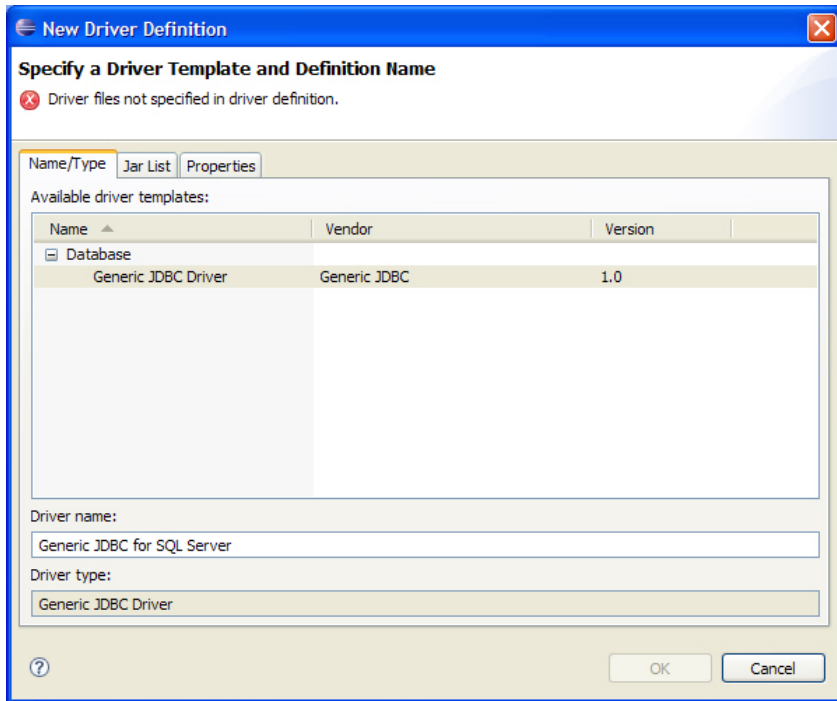 New Driver Definition
Specify a Driver Template and Definition Name
Driver files not specified in driver definition.
Name/Type Jar List Properties
Available driver templates:
Name Vendor Version
Database
Generic JDBC Driver Generic JDBC 1.0
Driver name:
Generic JDBC for SQL Server
Driver type:
Generic JDBC Driver
? OK Cancel